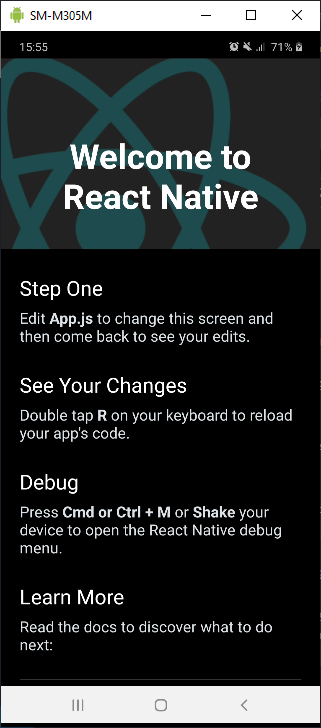 SM-M305M
15:55
71%
Welcome to
React Native
Step One
Edit App.js to change this screen and
then come back to see your edits.
See Your Changes
Double tap R on your keyboard to reload
your app's code.
Debug
Press Cmd or Ctrl + M or Shake your
device to open the React Native debug
menu.
Learn More
Read the docs to discover what to do
next: